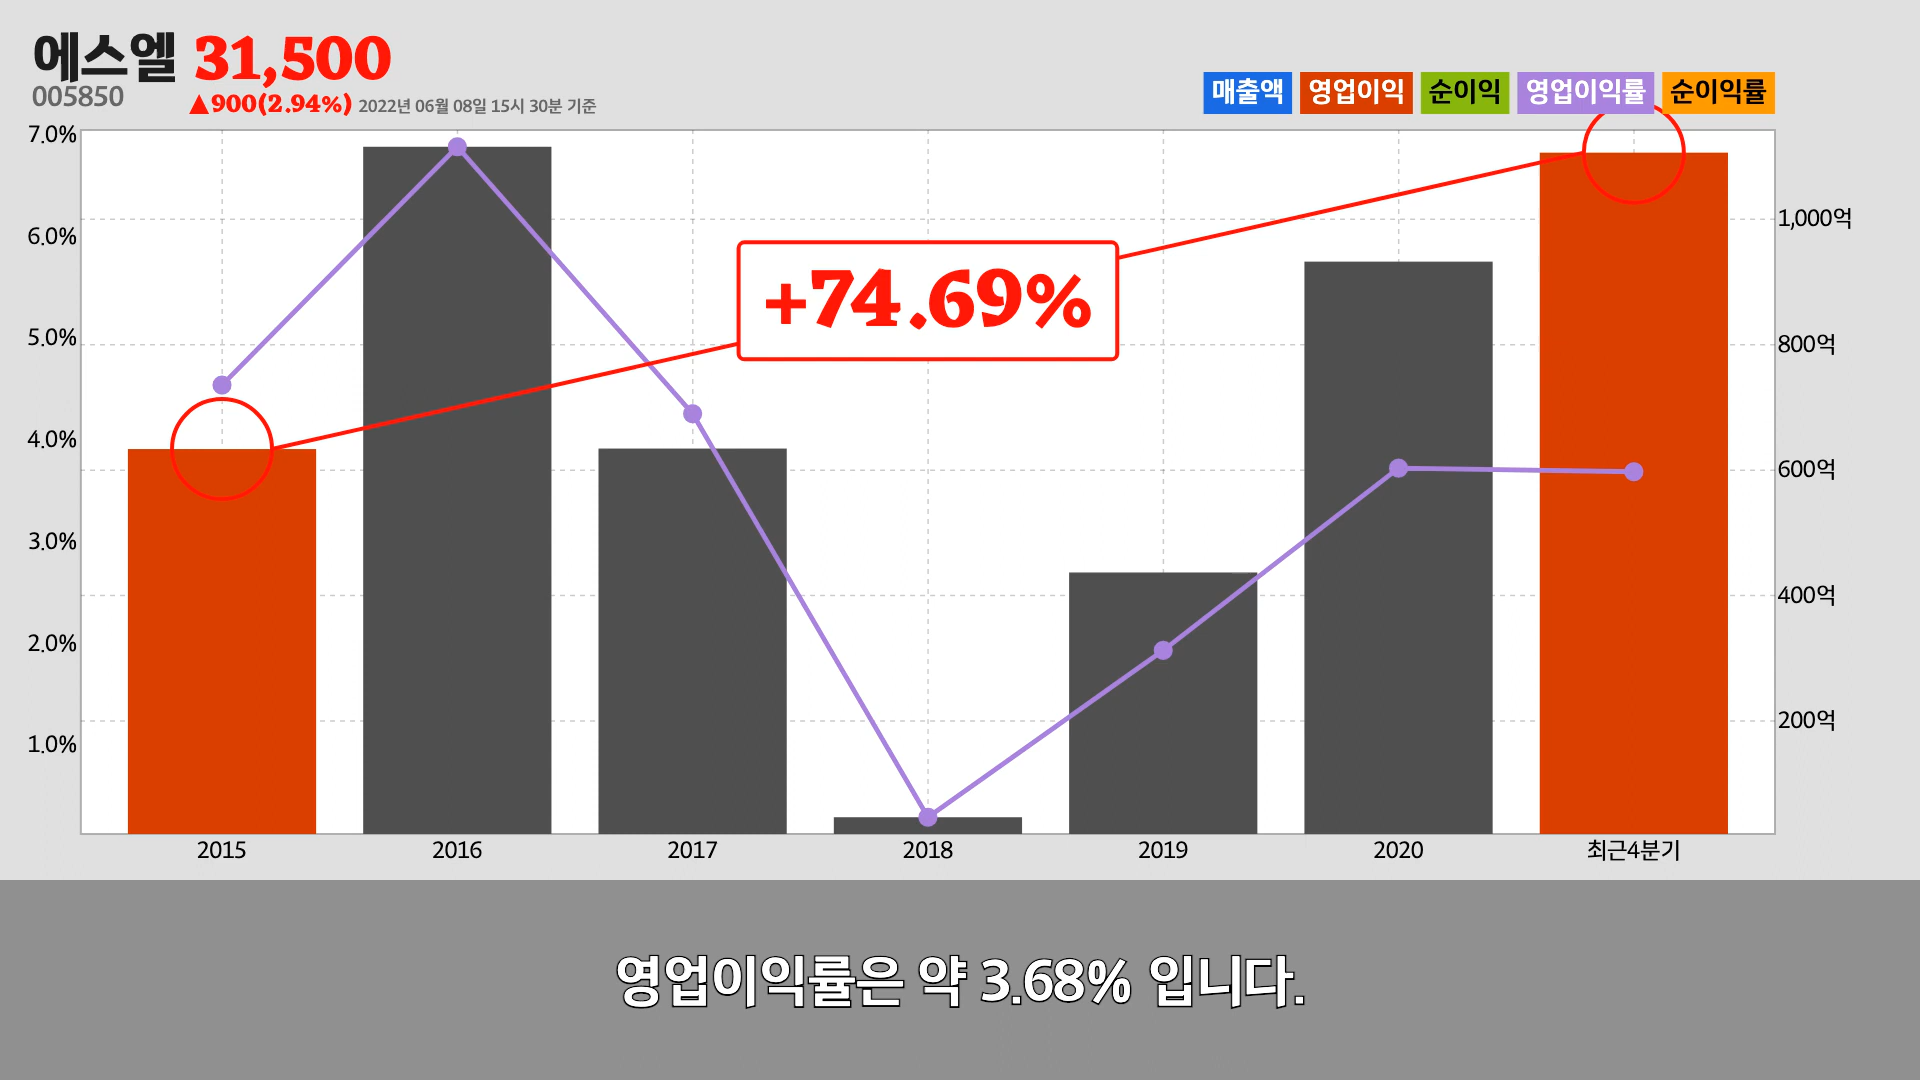 에스엘 31,500
005850
▲900(2.94%) 2022년 06월 08일 15시 30분 기준
매출액 영업이익 순이익 영업이익률 순이익률
7.0%
6.0%
5.0%
4.0%
3.0%
2.0%
1.0%
+74.69%
1,000억
800억
600억
400억
200억
2015 2016 2017 2018 2019 2020 최근4분기
영업이익률은 약 3.68% 입니다.